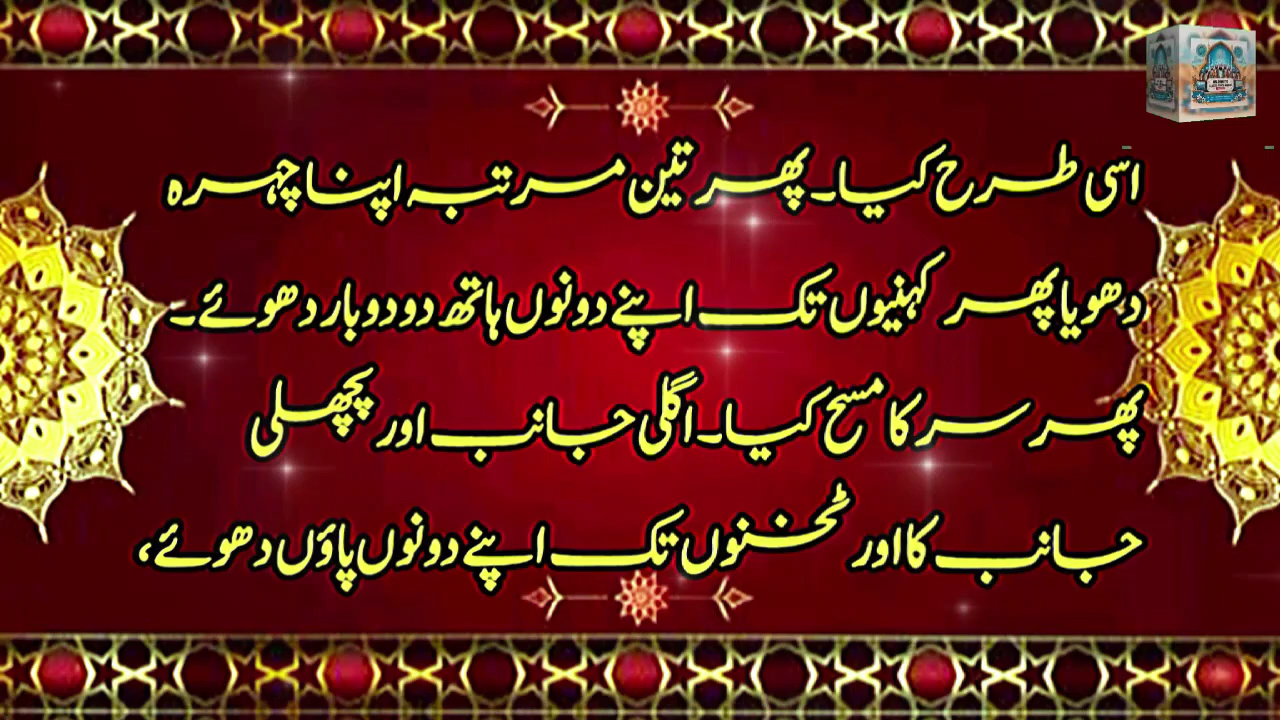 اسی طرح کیا۔ پھر تین مرتبہ اپنا چہرہ
دھویا پھر کہنیوں تک اپنے دونوں ہاتھ دو دو بار دھوئے۔
پھر سر کا مسح کیا۔ اگلی جانب اور پچھلی
جانب کا اور ٹخنوں تک اپنے دونوں پاؤں دھوئے،